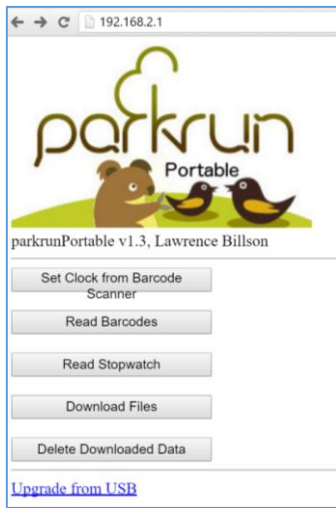 192.168.2.1
parkrun
Portable
parkrunPortable v1.3, Lawrence Billson
Set Clock from Barcode
Scanner
Read Barcodes
Read Stopwatch
Download Files
Delete Downloaded Data
Upgrade from USB